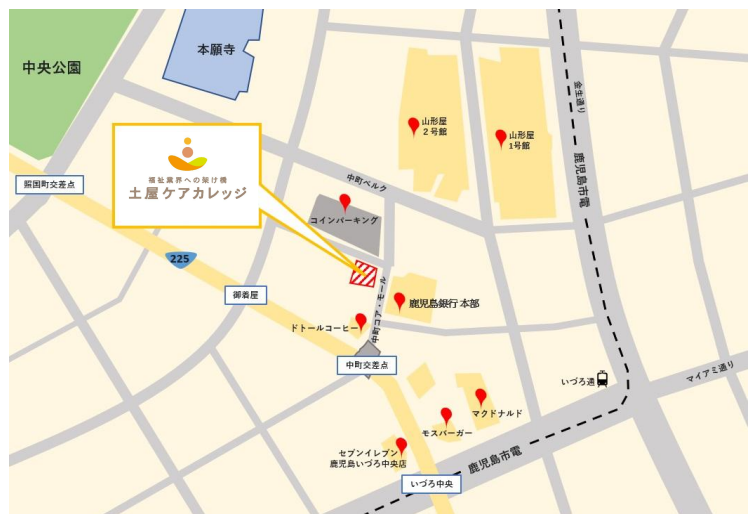 中央公園
本願寺
山形屋
２号館
山形屋
1号館
金生通り
鹿児島市電
中町ベルク
福祉業界への架け橋
土屋ケアカレッジ
照国町交差点
コインパーキング
225
御着屋
中町コア・モール
鹿児島銀行 本部
ドトールコーヒー
中町交差点
いづろ通
マイアミ通り
マクドナルド
モスバーガー
セブンイレブン
鹿児島いづろ中央店
鹿児島市電
いづろ中央